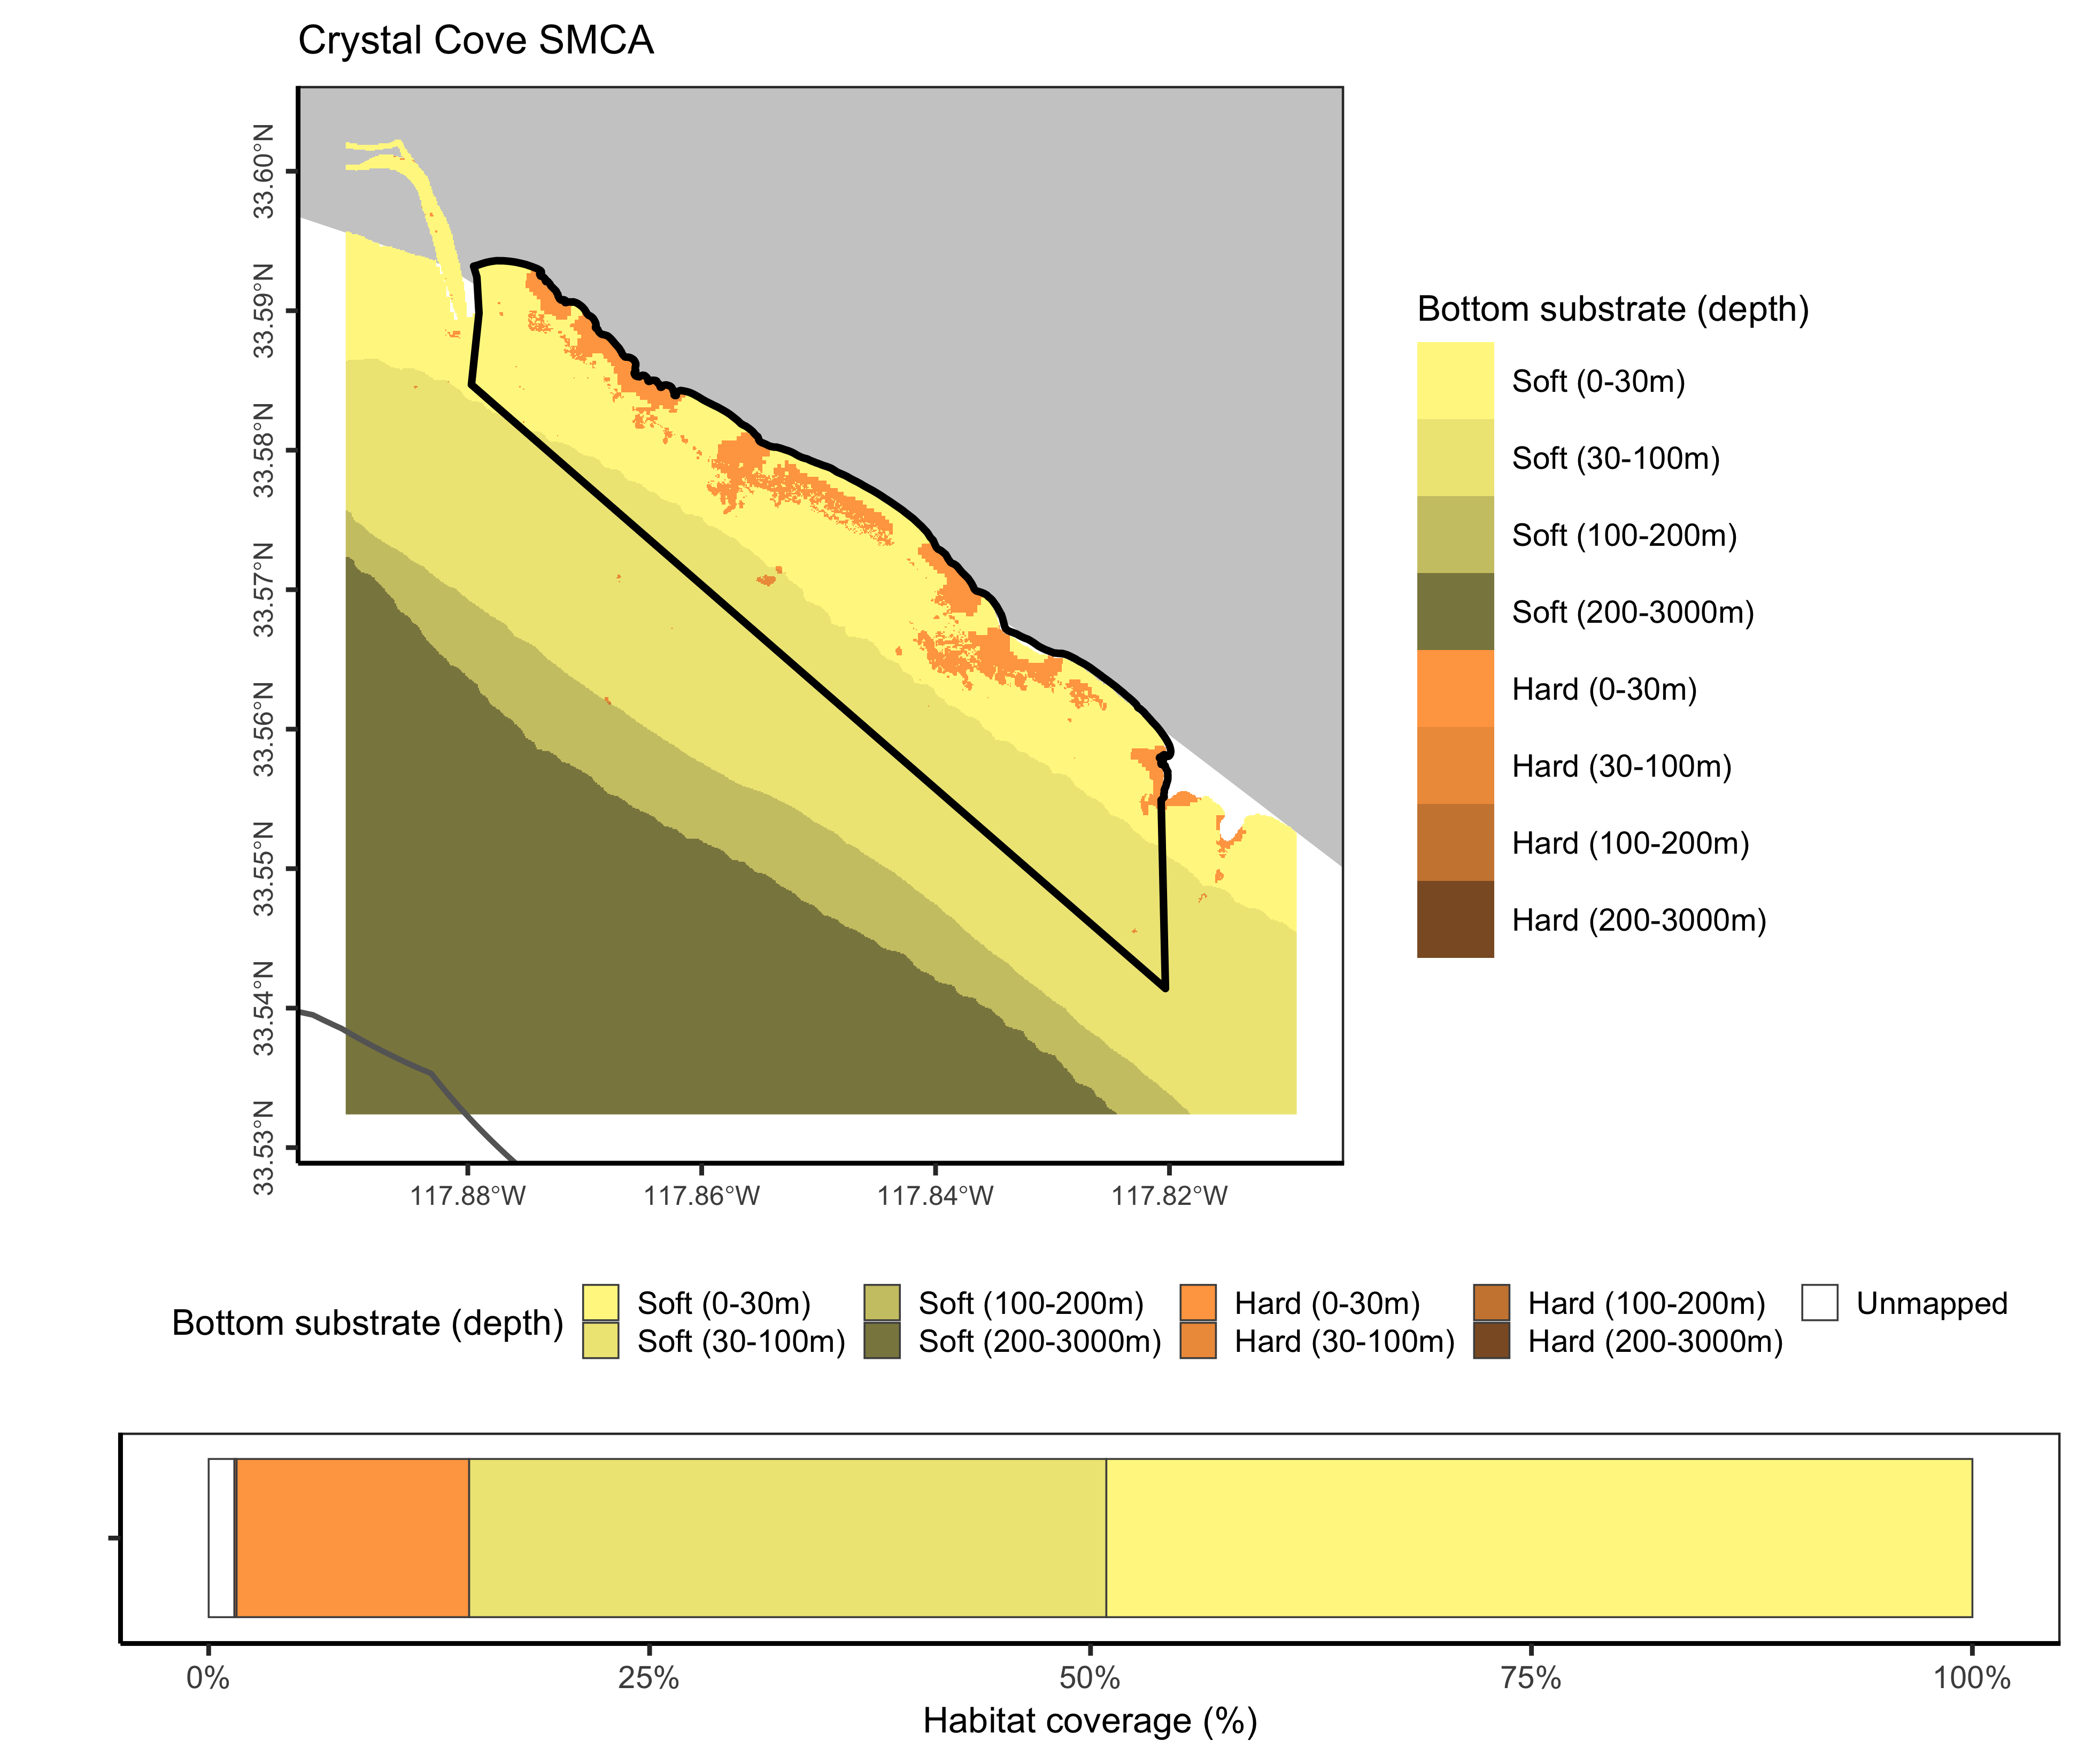 Crystal Cove SMCA
33.60°N
33.59°N
33.58°N
33.57°N
33.56°N
33.55°N
33.54°N
33.53°N
117.88°W
117.86°W
117.84°W
117.82°W
Bottom substrate (depth)
Soft (0-30m)
Soft (30-100m)
Soft (100-200m)
Soft (200-3000m)
Hard (0-30m)
Hard (30-100m)
Hard (100-200m)
Hard (200-3000m)
Bottom substrate (depth)
Soft (0-30m)
Soft (30-100m)
Soft (100-200m)
Soft (200-3000m)
Hard (0-30m)
Hard (30-100m)
Hard (100-200m)
Hard (200-3000m)
Unmapped
0%
25%
50%
75%
100%
Habitat coverage (%)